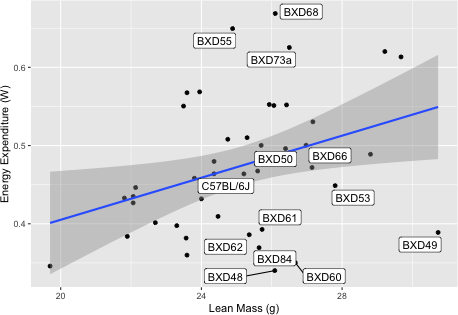 BXD68
BXD55
BXD73a
0.6
Energy Expenditure (W)
0.5
BXD50
BXD66
C57BL/6J
BXD53
BXD61
0.4
BXD62
BXD49
BXD84
BXD48
BXD60
20
24
28
Lean Mass (g)